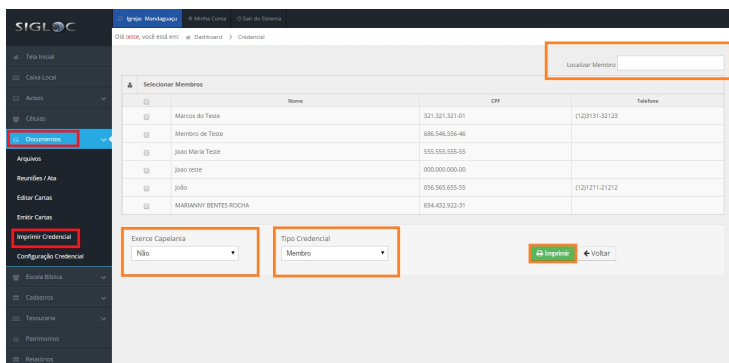 SIGLOC
Igreja: Mandaguaçu Minha Conta Sair do Sistema
Olá teste, você está em: Dashboard > Credencial
Tela Inicial
Caixa Local
Avisos
Células
Documentos
Arquivos
Reuniões / Ata
Editar Cartas
Emitir Cartas
Imprimir Credencial
Configuração Credencial
Escola Bíblica
Cadastros
Tesouraria
Patrimonios
Relatórios
Localizar Membro
Selecionar Membros
Nome CPF Telefone
Marcos do Teste 321.321.321-01 (12)3131-32123
Membro de Teste 686.546.556-46
Joao Maria Teste 555.555.555-55
Joao teste 000.000.000-00
João 056.565.655-55 (12)1211-21212
MARIANNY BENTES ROCHA 654.432.922-31
Exerce Capelania Tipo Credencial
Não Membro Imprimir Voltar